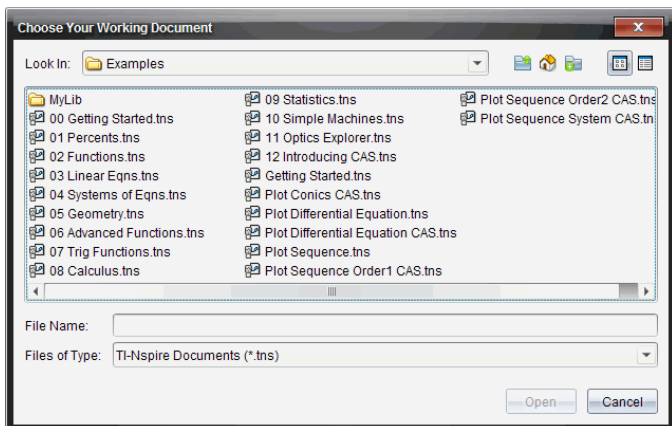 Choose Your Working Document
Look In: Examples
MyLib
00 Getting Started.tns
01 Percents.tns
02 Functions.tns
03 Linear Eqns.tns
04 Systems of Eqns.tns
05 Geometry.tns
06 Advanced Functions.tns
07 Trig Functions.tns
08 Calculus.tns
09 Statistics.tns
10 Simple Machines.tns
11 Optics Explorer.tns
12 Introducing CAS.tns
Getting Started.tns
Plot Conics CAS.tns
Plot Differential Equation.tns
Plot Differential Equation CAS.tns
Plot Sequence.tns
Plot Sequence Order1 CAS.tns
Plot Sequence Order2 CAS.tns
Plot Sequence System CAS.tn
File Name:
Files of Type: TI-Nspire Documents (*.tns)
Open Cancel